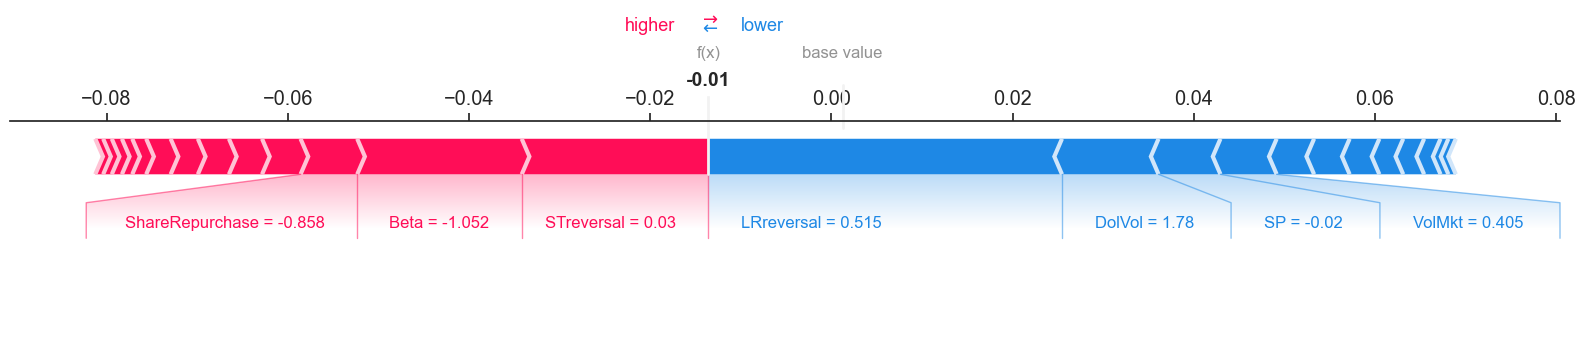 higher ⇄ lower
f(x) base value
-0.01
−0.08 −0.06 −0.04 −0.02 0.00 0.02 0.04 0.06 0.08
ShareRepurchase = -0.858 Beta = -1.052 STreversal = 0.03 LRreversal = 0.515 DolVol = 1.78 SP = -0.02 VolMkt = 0.405